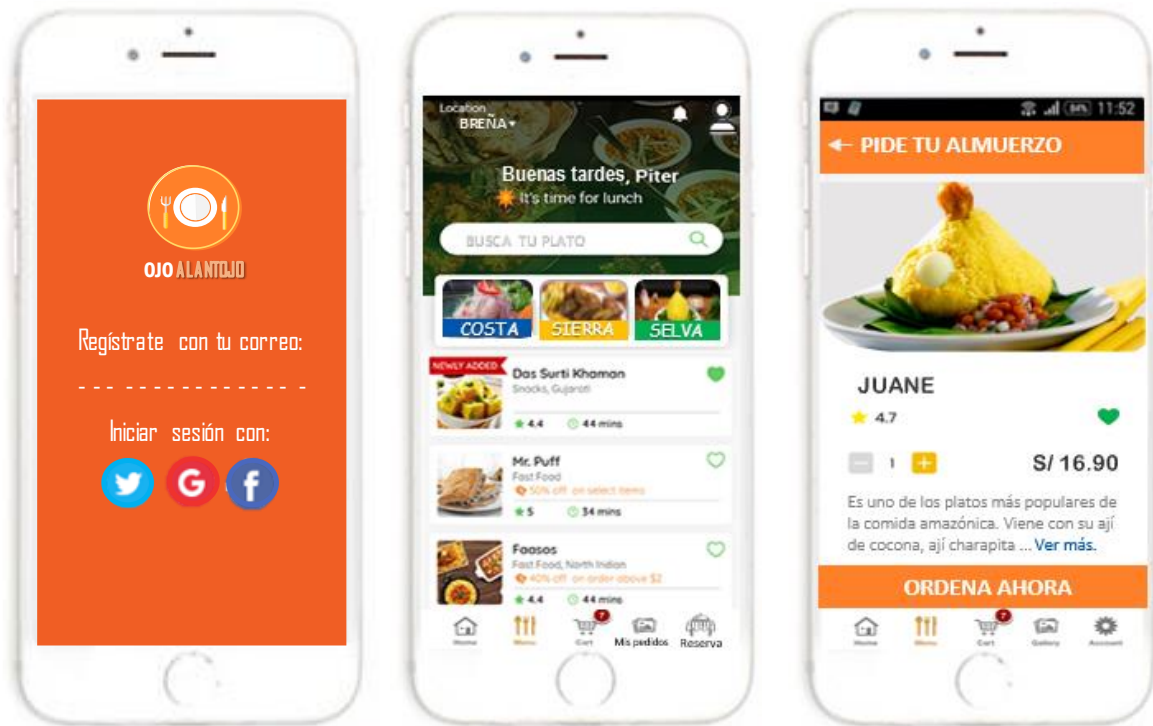 OJO AL ANTOJO
Regístrate con tu correo:
Iniciar sesión con:
Location
BREÑA
Buenas tardes, Piter
It's time for lunch
BUSCA TU PLATO
COSTA
SIERRA
SELVA
NEWLY ADDED
Das Surti Khaman
Snacks, Gujarati
4.4 44 mins
Mr. Puff
Fast Food
50% off on select items
5 34 mins
Faasos
Fast Food, North Indian
40% off on order above $2
4.4 44 mins
7
Home Menu Cart Mis pedidos Reserva
84% 11:52
PIDE TU ALMUERZO
JUANE
4.7
1 S/ 16.90
Es uno de los platos más populares de
la comida amazónica. Viene con su ají
de cocona, ají charapita ... Ver más.
ORDENA AHORA
7
Home Menu Cart Gallery Account